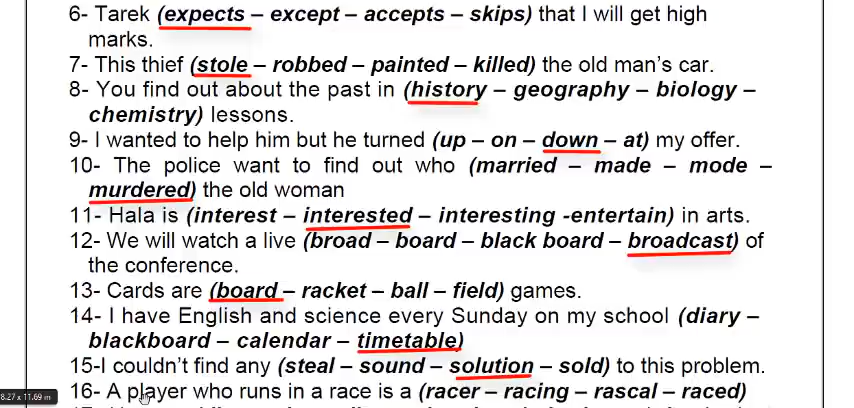 6- Tarek (expects – except – accepts – skips) that I will get high
marks.
7- This thief (stole – robbed – painted – killed) the old man's car.
8- You find out about the past in (history – geography – biology –
chemistry) lessons.
9- I wanted to help him but he turned (up – on – down – at) my offer.
10- The police want to find out who (married – made – mode –
murdered) the old woman
11- Hala is (interest – interested – interesting -entertain) in arts.
12- We will watch a live (broad – board – black board – broadcast) of
the conference.
13- Cards are (board – racket – ball – field) games.
14- I have English and science every Sunday on my school (diary –
blackboard – calendar – timetable)
15-I couldn't find any (steal – sound – solution – sold) to this problem.
16- A player who runs in a race is a (racer – racing – rascal – raced)
8.27 x 11.69 in